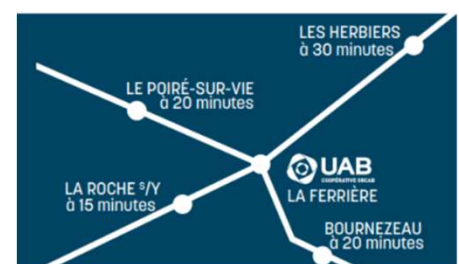 LES HERBIERS
à 30 minutes
LE POIRÉ-SUR-VIE
à 20 minutes
UAB
COOPÉRATIVE ERCAB
LA FERRIÈRE
LA ROCHE S/Y
à 15 minutes
BOURNEZEAU
à 20 minutes